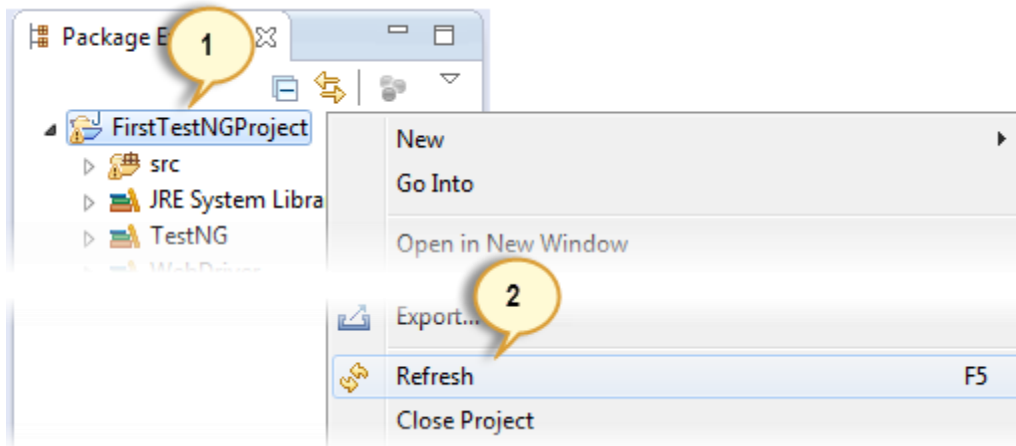 Package E
1
FirstTestNGProject
src
JRE System Libra
TestNG
WebDriver
New
Go Into
Open in New Window
2
Export...
Refresh F5
Close Project